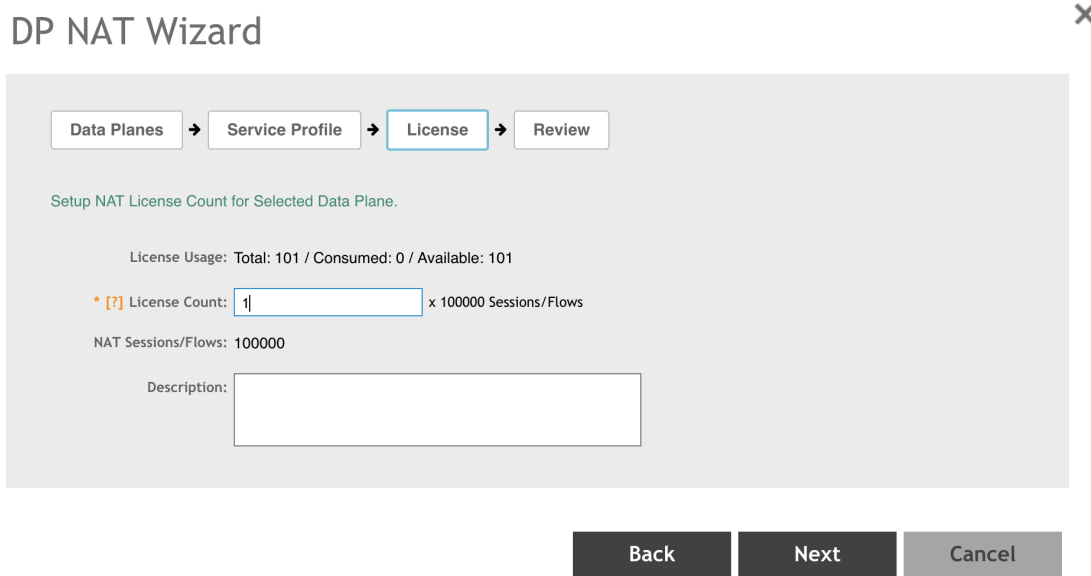 DP NAT Wizard
Data Planes → Service Profile → License → Review
Setup NAT License Count for Selected Data Plane.
License Usage: Total: 101 / Consumed: 0 / Available: 101
* [?] License Count: 1 x 100000 Sessions/Flows
NAT Sessions/Flows: 100000
Description:
Back Next Cancel